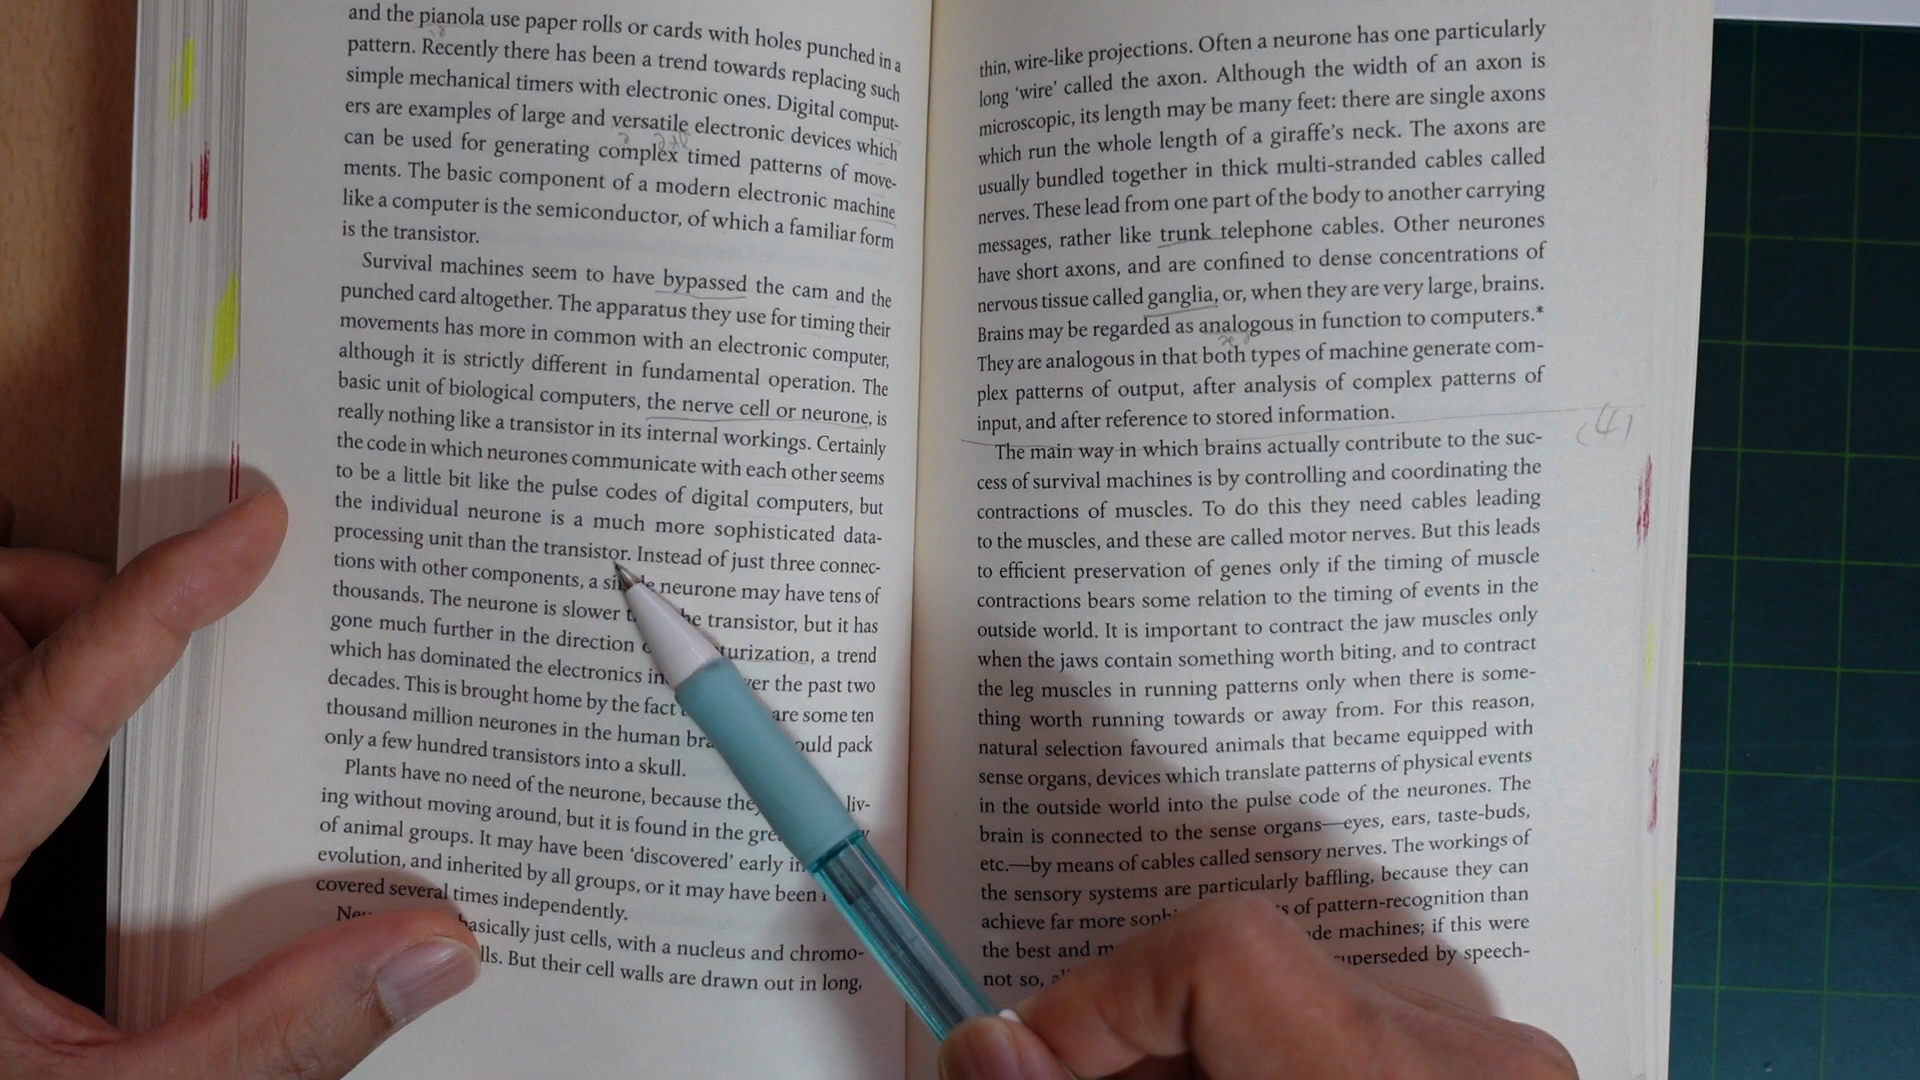 and the pianola use paper rolls or cards with holes punched in a
pattern. Recently there has been a trend towards replacing such
simple mechanical timers with electronic ones. Digital comput-
ers are examples of large and versatile electronic devices which
can be used for generating complex timed patterns of move-
ments. The basic component of a modern electronic machine
like a computer is the semiconductor, of which a familiar form
is the transistor.
Survival machines seem to have bypassed the cam and the
punched card altogether. The apparatus they use for timing their
movements has more in common with an electronic computer,
although it is strictly different in fundamental operation. The
basic unit of biological computers, the nerve cell or neurone, is
really nothing like a transistor in its internal workings. Certainly
the code in which neurones communicate with each other seems
to be a little bit like the pulse codes of digital computers, but
the individual neurone is a much more sophisticated data-
processing unit than the transistor. Instead of just three connec-
tions with other components, a neurone may have tens of
thousands. The neurone is slower the transistor, but it has
gone much further in the direction a trend
which has dominated the electronics over the past two
decades. This is brought home by the fact are some ten
thousand million neurones in the human pack
only a few hundred transistors into a skull.
Plants have no need of the neurone, because liv-
ing without moving around, but it is found in the
of animal groups. It may have been 'discovered' early in
evolution, and inherited by all groups, or it may have been
covered several times independently.
basically just cells, with a nucleus and chromo-
But their cell walls are drawn out in long,
thin, wire-like projections. Often a neurone has one particularly
long 'wire' called the axon. Although the width of an axon is
microscopic, its length may be many feet: there are single axons
which run the whole length of a giraffe's neck. The axons are
usually bundled together in thick multi-stranded cables called
nerves. These lead from one part of the body to another carrying
messages, rather like trunk telephone cables. Other neurones
have short axons, and are confined to dense concentrations of
nervous tissue called ganglia, or, when they are very large, brains.
Brains may be regarded as analogous in function to computers.*
They are analogous in that both types of machine generate com-
plex patterns of output, after analysis of complex patterns of
input, and after reference to stored information.
(4)
The main way in which brains actually contribute to the suc-
cess of survival machines is by controlling and coordinating the
contractions of muscles. To do this they need cables leading
to the muscles, and these are called motor nerves. But this leads
to efficient preservation of genes only if the timing of muscle
contractions bears some relation to the timing of events in the
outside world. It is important to contract the jaw muscles only
when the jaws contain something worth biting, and to contract
the leg muscles in running patterns only when there is some-
thing worth running towards or away from. For this reason,
natural selection favoured animals that became equipped with
sense organs, devices which translate patterns of physical events
in the outside world into the pulse code of the neurones. The
brain is connected to the sense organs—eyes, ears, taste-buds,
etc.—by means of cables called sensory nerves. The workings of
the sensory systems are particularly baffling, because they can
achieve far more of pattern-recognition than
the best and machines; if this were
not so, superseded by speech-